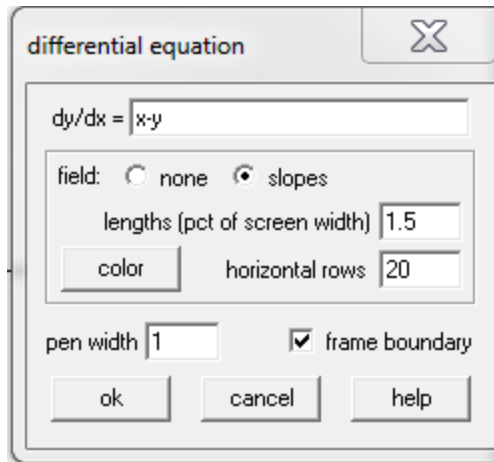 differential equation
dy/dx = x-y
field: none slopes
lengths (pct of screen width) 1.5
color horizontal rows 20
pen width 1 frame boundary
ok cancel help